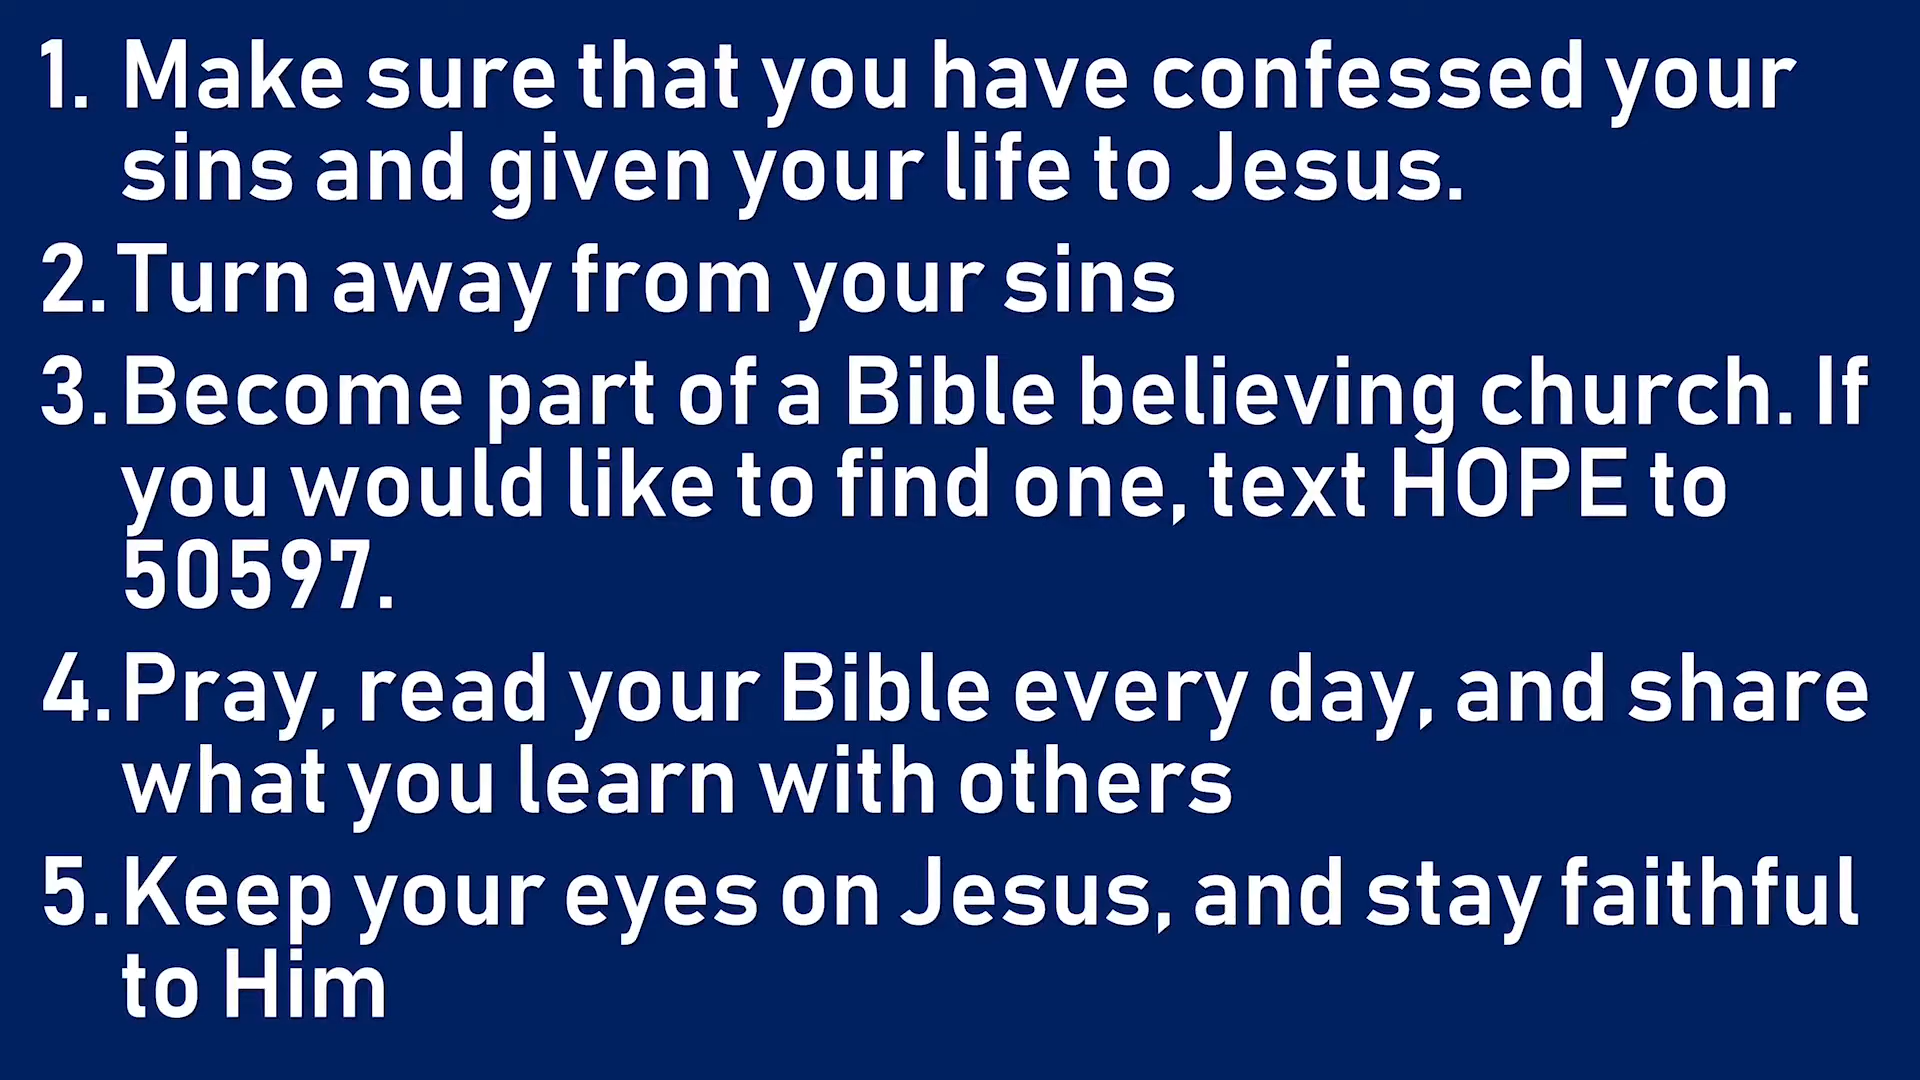 1. Make sure that you have confessed your
sins and given your life to Jesus.
2. Turn away from your sins
3. Become part of a Bible believing church. If
you would like to find one, text HOPE to
50597.
4. Pray, read your Bible every day, and share
what you learn with others
5. Keep your eyes on Jesus, and stay faithful
to Him